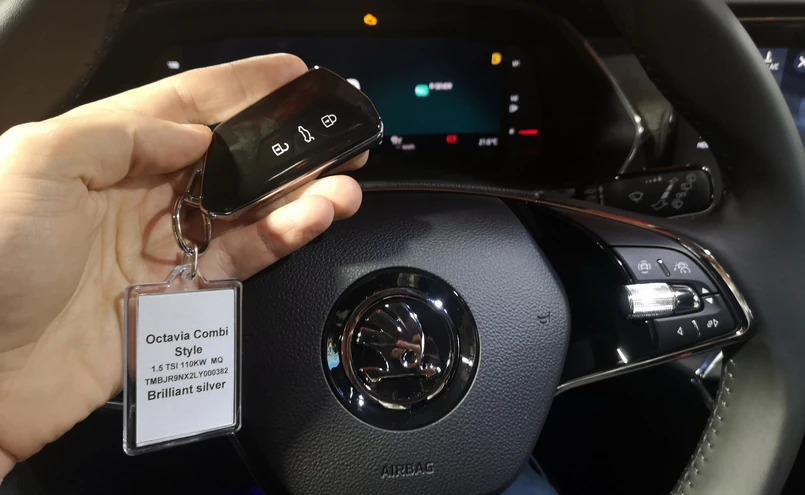 Octavia Combi
Style
1.5 TSI 110KW MQ
TMBJR9NX2LY000382
Brilliant silver
AIRBAG